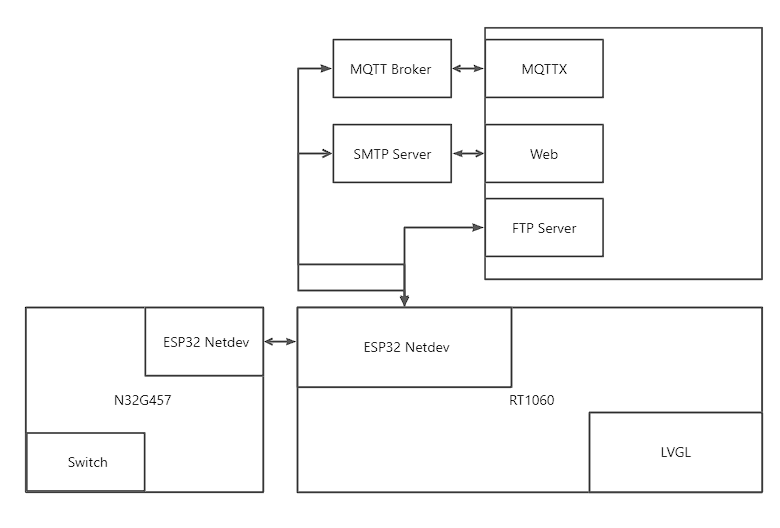 MQTT Broker
MQTTX
SMTP Server
Web
FTP Server
ESP32 Netdev
ESP32 Netdev
N32G457
RT1060
Switch
LVGL